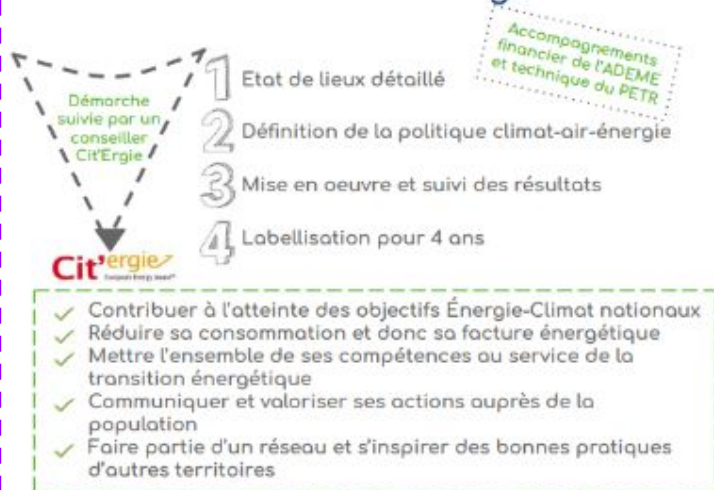 Accompagnements
financier de l'ADEME
et technique du PETR
Démarche
suivie par un
conseiller
Cit'Ergie
1 Etat de lieux détaillé
2 Définition de la politique climat-air-énergie
3 Mise en oeuvre et suivi des résultats
4 Labellisation pour 4 ans
Cit'ergie
european energy award
✓ Contribuer à l'atteinte des objectifs Énergie-Climat nationaux
✓ Réduire sa consommation et donc sa facture énergétique
✓ Mettre l'ensemble de ses compétences au service de la
transition énergétique
✓ Communiquer et valoriser ses actions auprès de la
population
✓ Faire partie d'un réseau et s'inspirer des bonnes pratiques
d'autres territoires